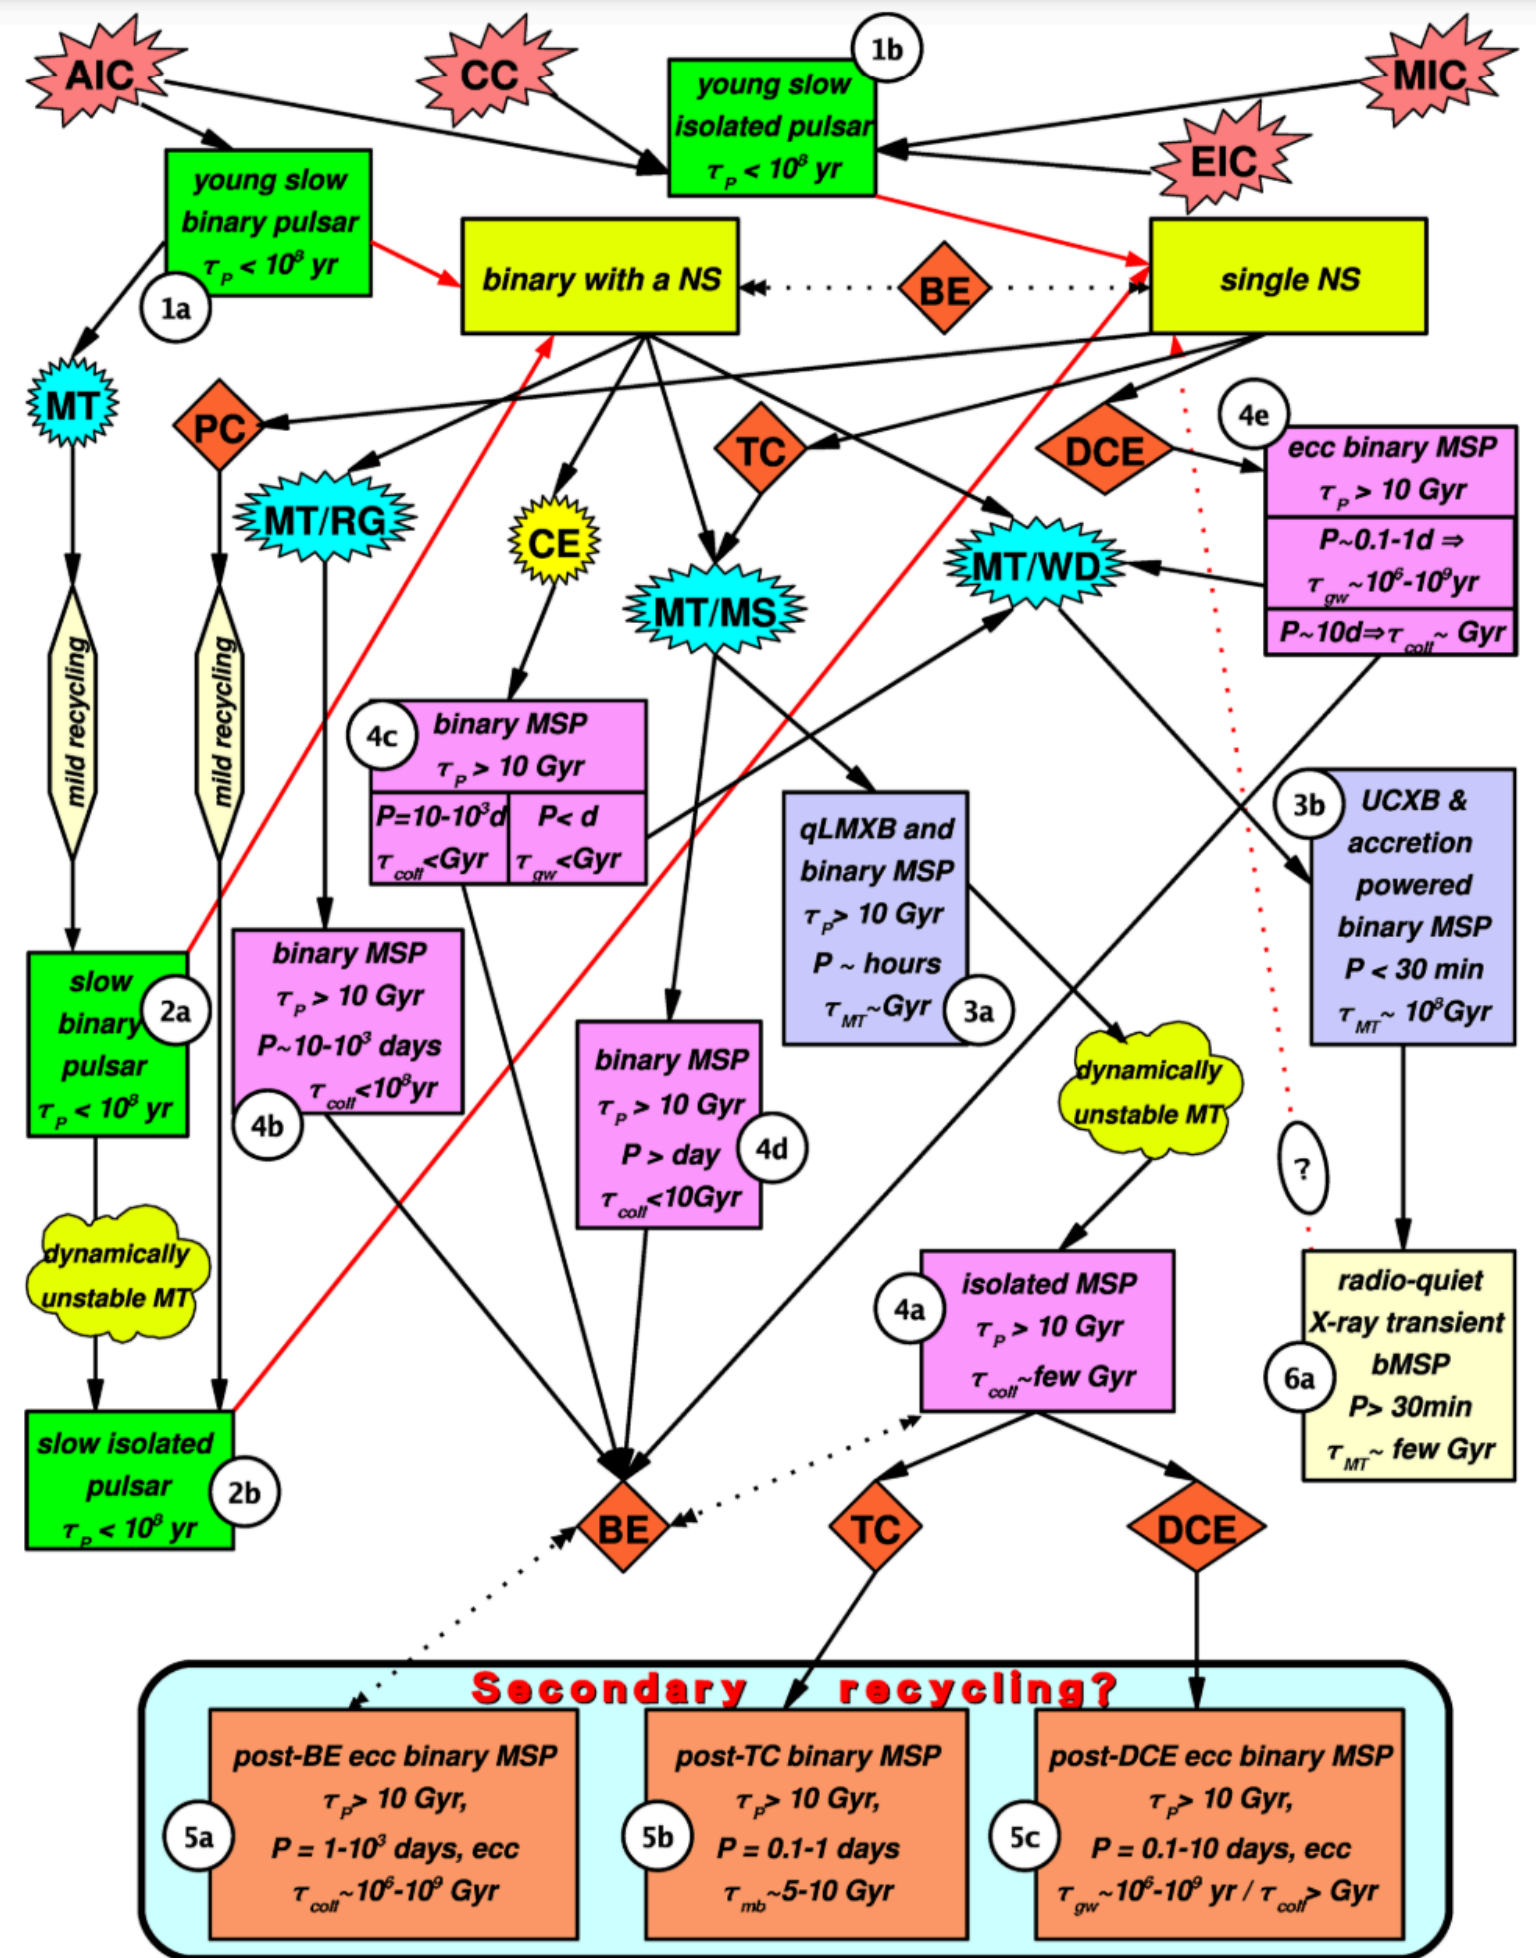 AIC
CC
1b
MIC
young slow
isolated pulsar
τP < 10⁸ yr
EIC
young slow
binary pulsar
τP < 10⁸ yr
1a
binary with a NS
BE
single NS
MT
PC
TC
DCE
4e
ecc binary MSP
τP > 10 Gyr
P~0.1-1d ⇒
τgw~10⁶-10⁹yr
P~10d⇒τcoll~ Gyr
MT/RG
CE
MT/MS
MT/WD
mild recycling
mild recycling
4c
binary MSP
τP > 10 Gyr
P=10-10³d
τcoll<Gyr
P< d
τgw<Gyr
qLMXB and
binary MSP
τP> 10 Gyr
P ~ hours
τMT~Gyr
3a
3b
UCXB &
accretion
powered
binary MSP
P < 30 min
τMT~ 10⁸Gyr
slow
binary
pulsar
τP < 10⁸ yr
2a
binary MSP
τP > 10 Gyr
P~10-10³ days
τcoll<10⁸yr
4b
binary MSP
τP > 10 Gyr
P > day
τcoll<10Gyr
4d
dynamically
unstable MT
?
dynamically
unstable MT
4a
isolated MSP
τP > 10 Gyr
τcoll~few Gyr
radio-quiet
X-ray transient
bMSP
P> 30min
τMT~ few Gyr
6a
slow isolated
pulsar
τP < 10⁸ yr
2b
BE
TC
DCE
Secondary recycling?
post-BE ecc binary MSP
τP> 10 Gyr,
P = 1-10³ days, ecc
τcoll~10⁶-10⁹ Gyr
5a
post-TC binary MSP
τP> 10 Gyr,
P = 0.1-1 days
τmb~5-10 Gyr
5b
post-DCE ecc binary MSP
τP> 10 Gyr,
P = 0.1-10 days, ecc
τgw~10⁶-10⁹ yr / τcoll> Gyr
5c